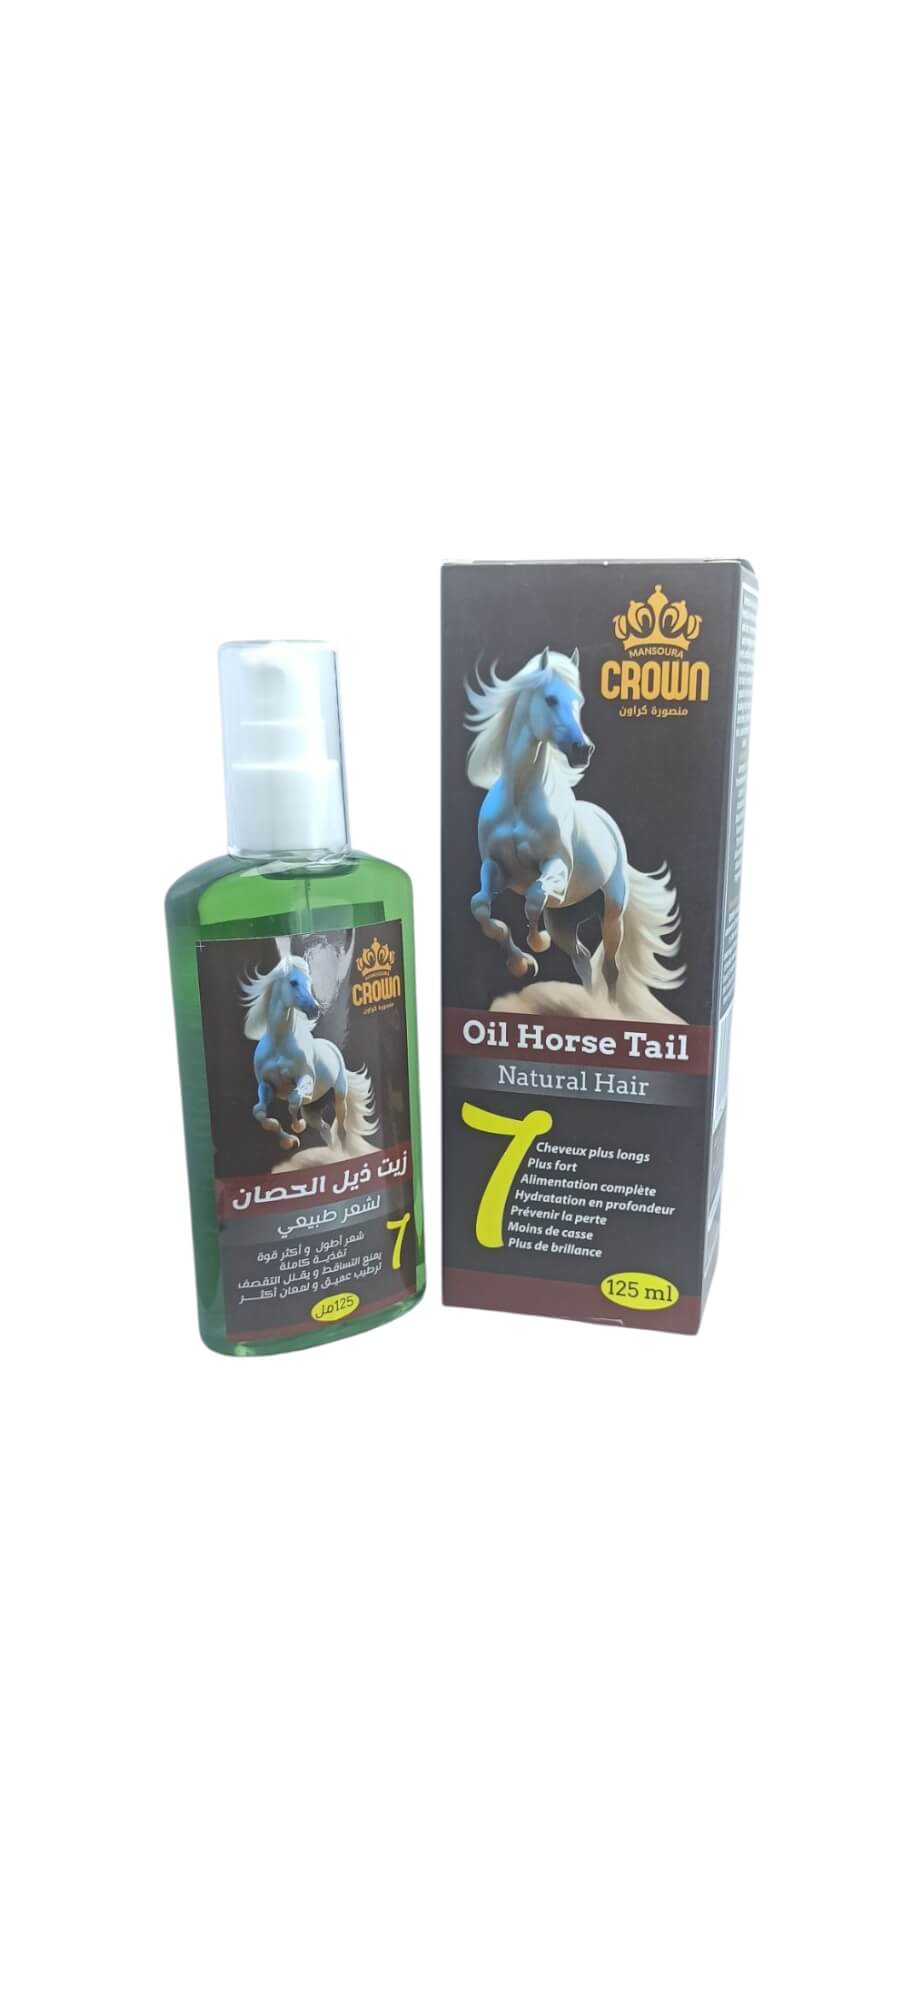 MANSOURA
CROWN
منصورة كراون
Oil Horse Tail
Natural Hair
7
Cheveux plus longs
Plus fort
Alimentation complète
Hydratation en profondeur
Prévenir la perte
Moins de casse
Plus de brillance
125 ml
MANSOURA
CROWN
منصورة كراون
زيت ذيل الحصان
لشعر طبيعي
7
شعر أطول و أكثر قوة
تغذية كاملة
يمنع التساقط و يقلل التقصف
ترطيب عميق و لمعان أكثر
125مل